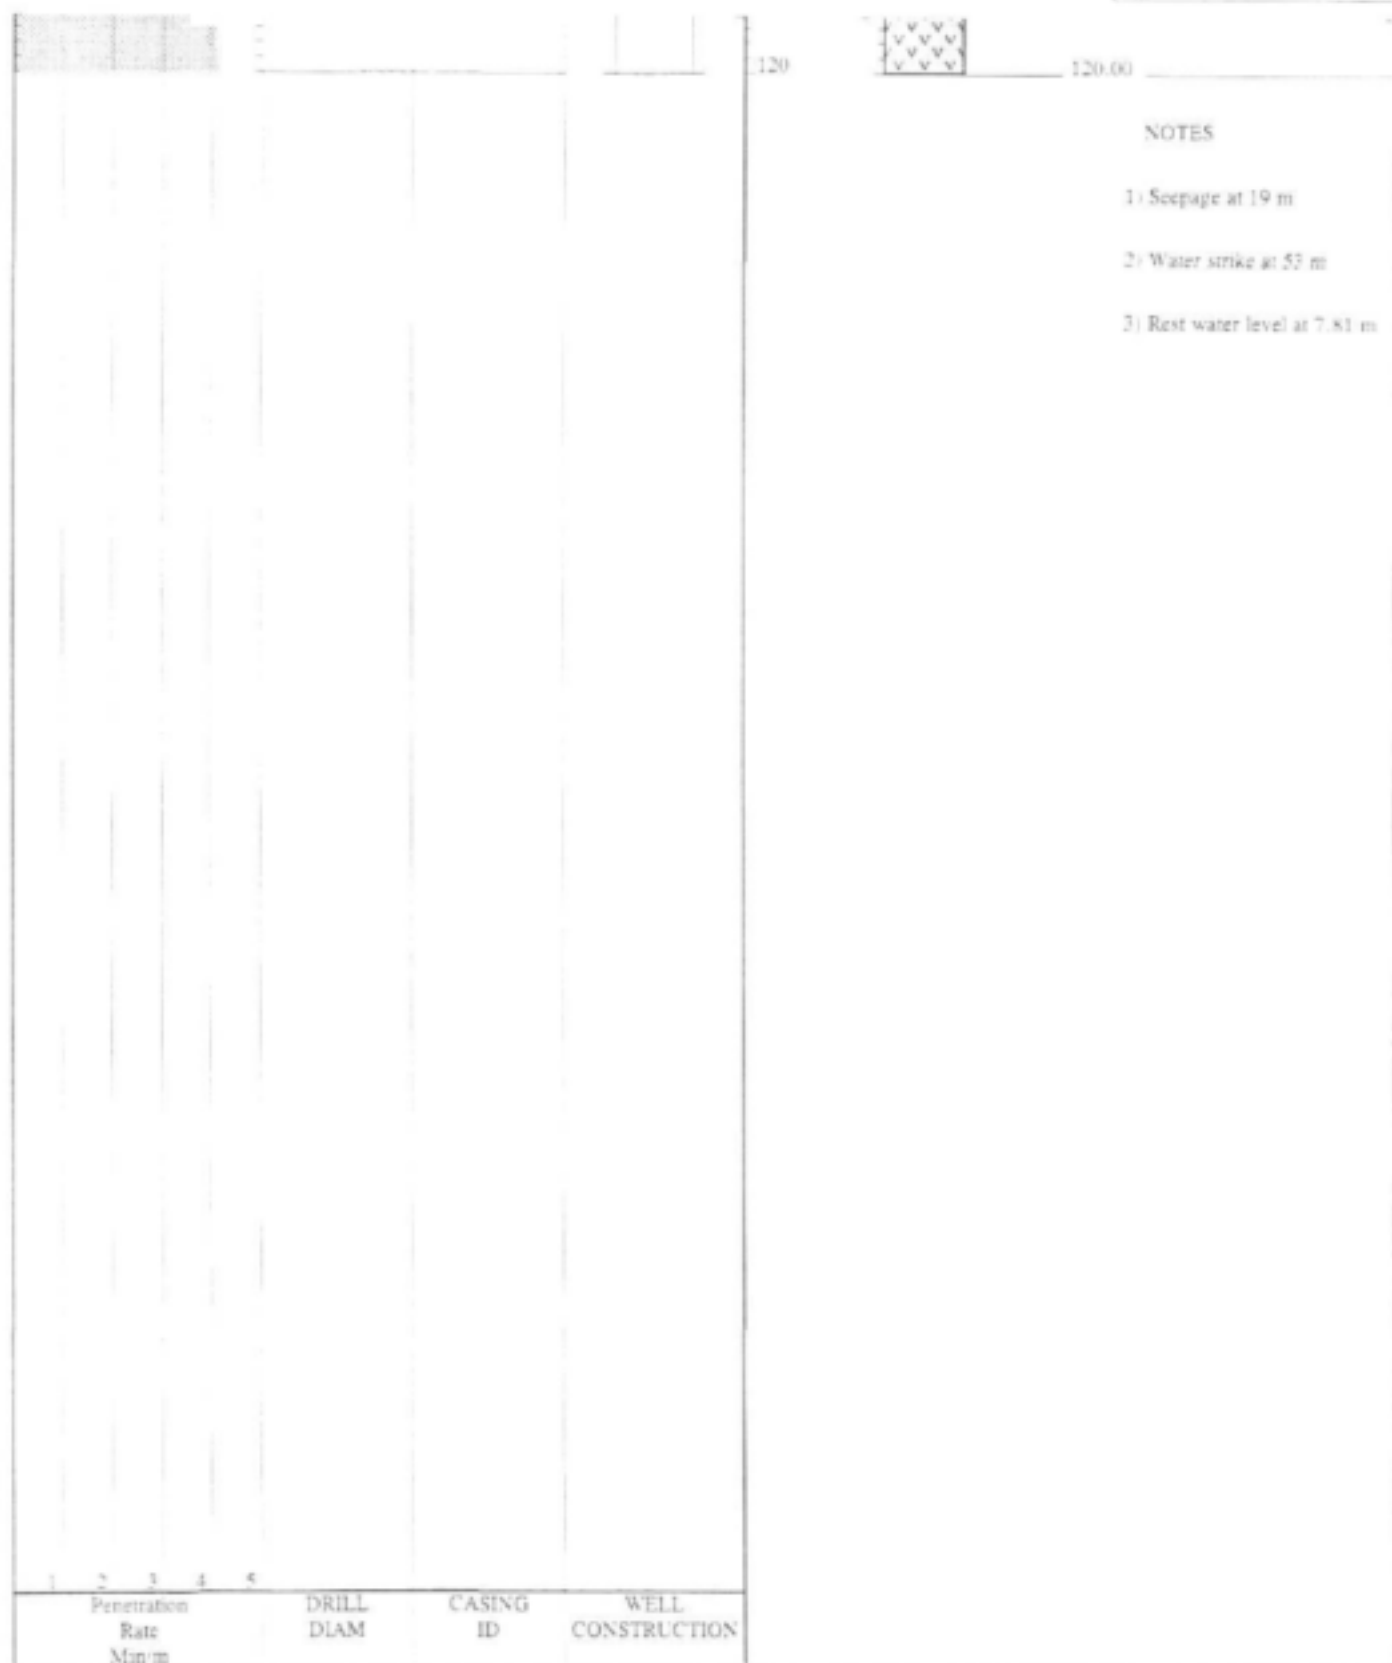 120
120.00
NOTES
1) Seepage at 19 m
2) Water strike at 53 m
3) Rest water level at 7.81 m
1 2 3 4 5
Penetration
Rate
Min/m
DRILL
DIAM
CASING
ID
WELL
CONSTRUCTION